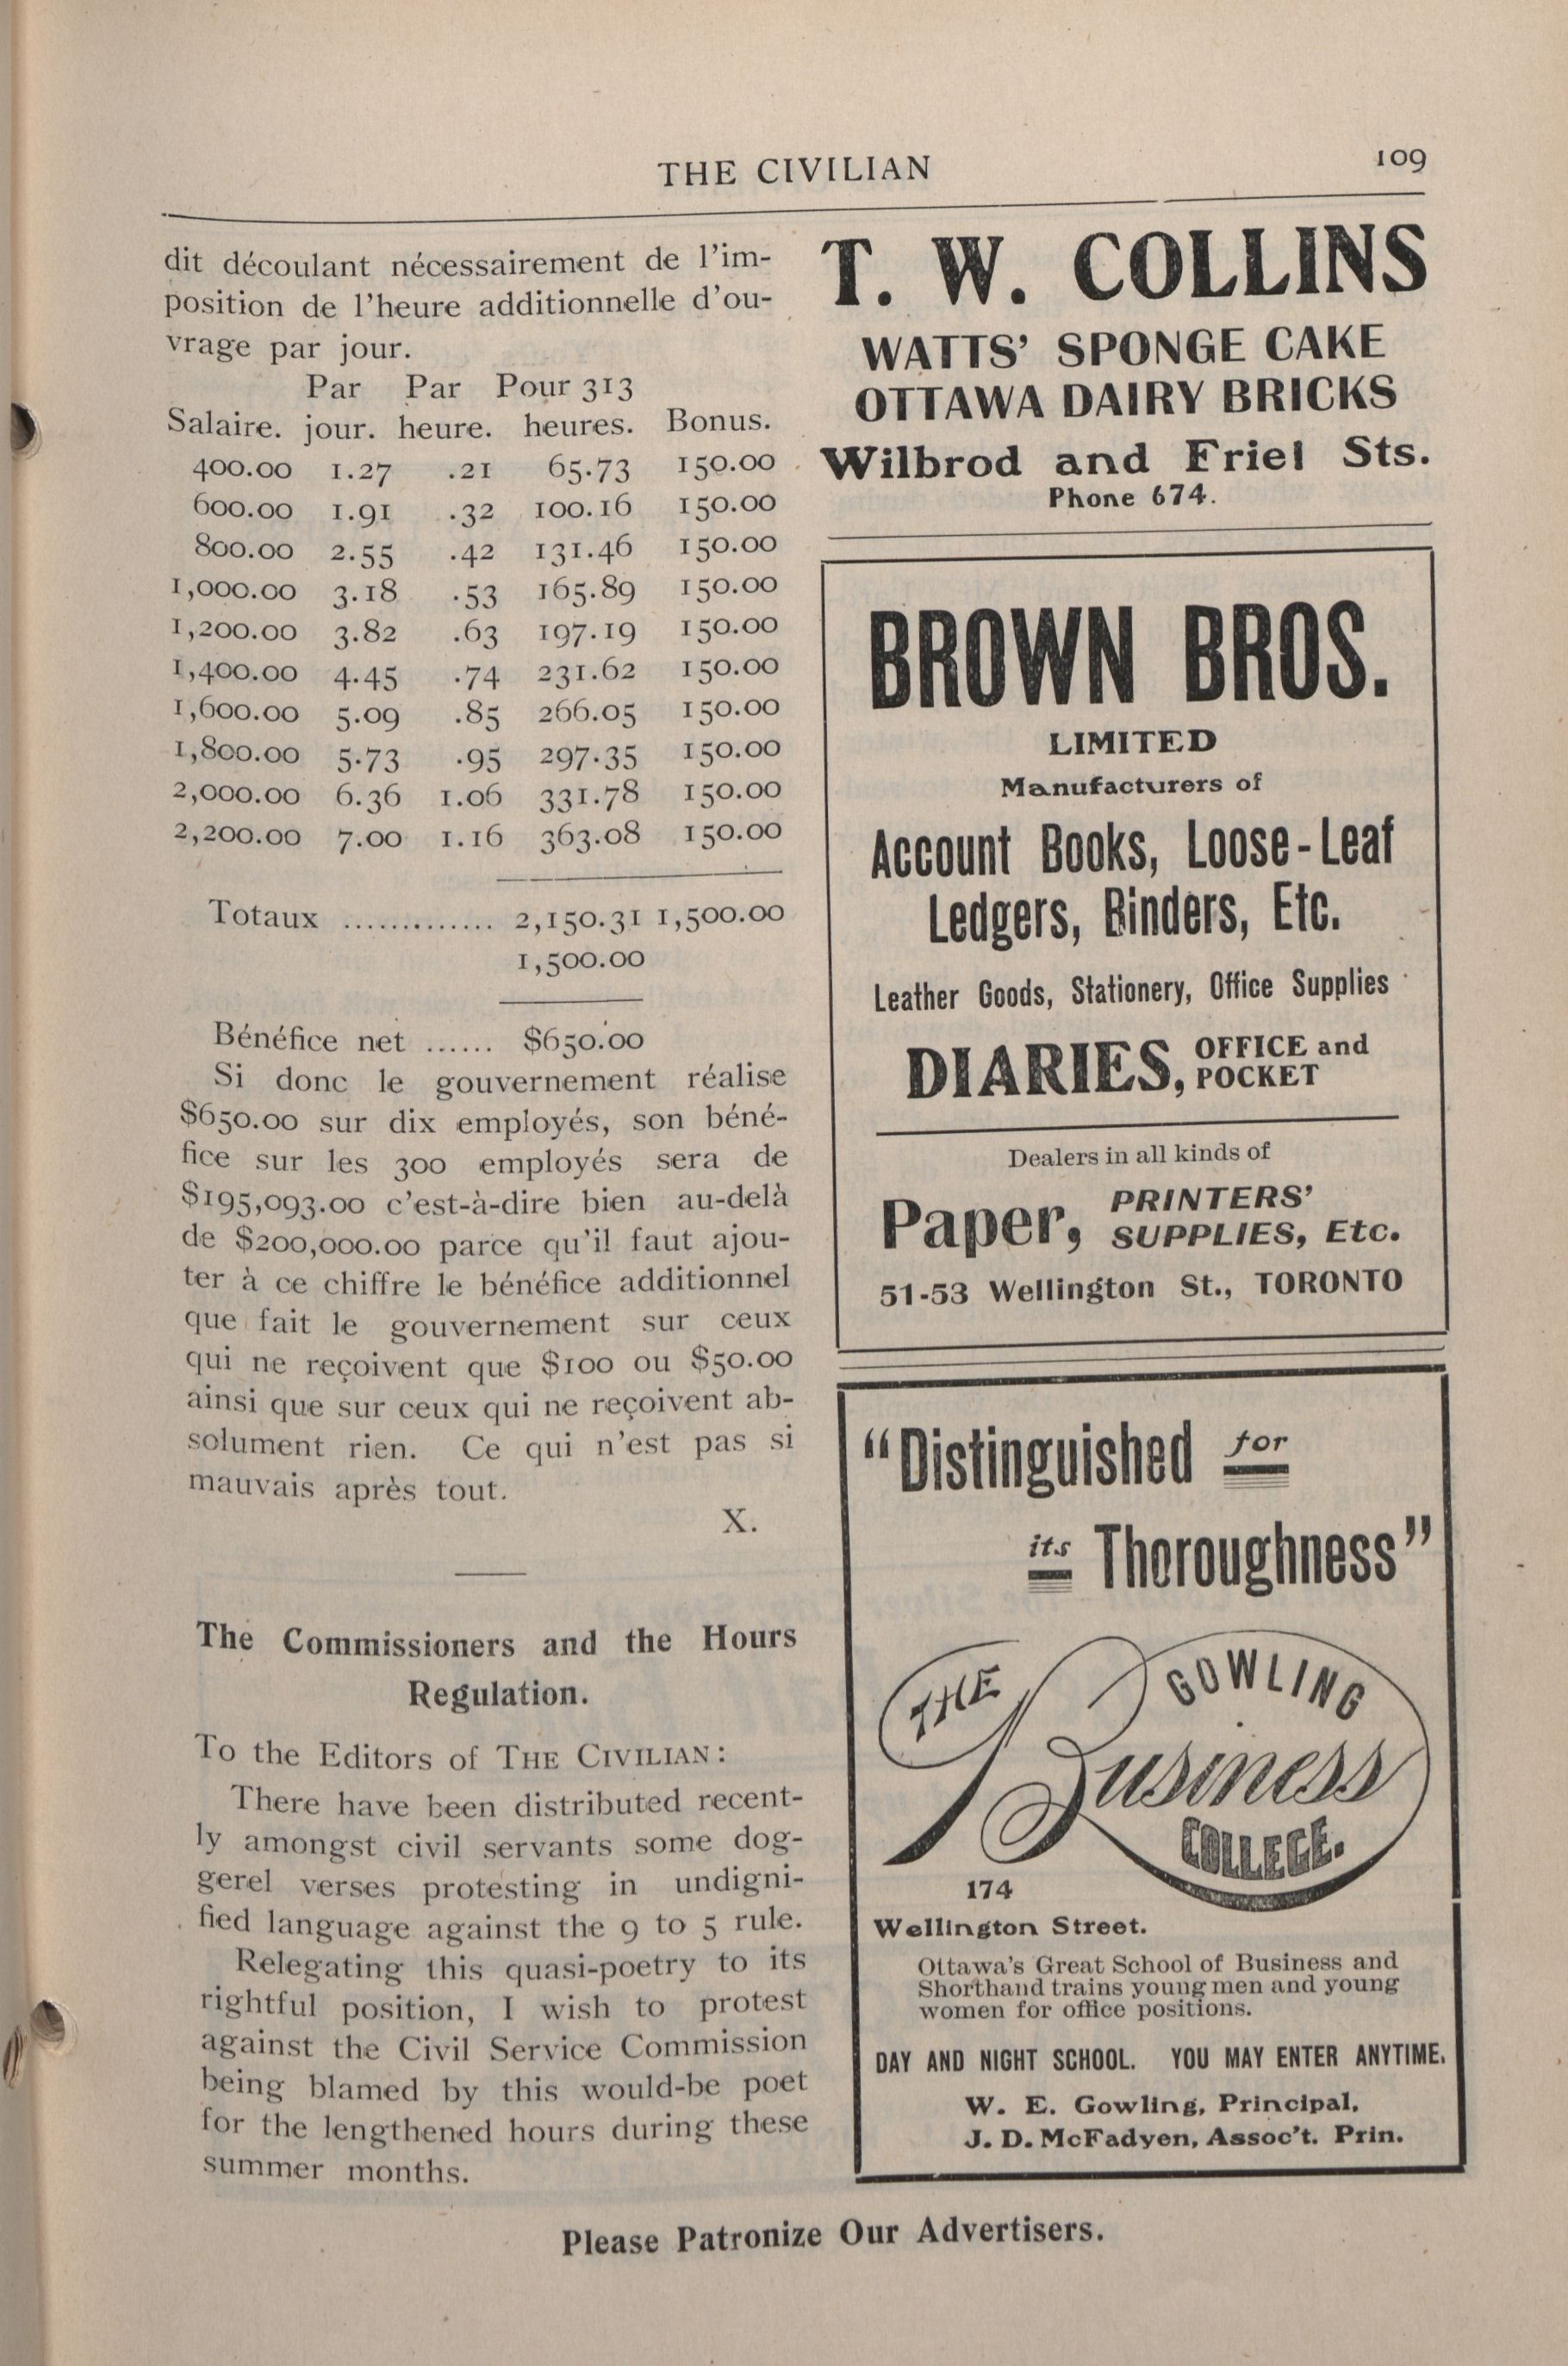 THE CIVILIAN
109
dit découlant nécessairement de l'im-
position de l'heure additionnelle d'ou-
vrage par jour.
Par Par Pour 313
Salaire. jour. heure. heures. Bonus.
400.00 1.27 .21 65.73 150.00
600.00 1.91 .32 100.16 150.00
800.00 2.55 .42 131.46 150.00
1,000.00 3.18 .53 165.89 150.00
1,200.00 3.82 .63 197.19 150.00
1,400.00 4.45 .74 231.62 150.00
1,600.00 5.09 .85 266.05 150.00
1,800.00 5.73 .95 297.35 150.00
2,000.00 6.36 1.06 331.78 150.00
2,200.00 7.00 1.16 363.08 150.00
Totaux ............. 2,150.31 1,500.00
1,500.00
Bénéfice net ...... $650.00
Si donc le gouvernement réalise
$650.00 sur dix employés, son béné-
fice sur les 300 employés sera de
$195,093.00 c'est-à-dire bien au-delà
de $200,000.00 parce qu'il faut ajou-
ter à ce chiffre le bénéfice additionnel
que fait le gouvernement sur ceux
qui ne reçoivent que $100 ou $50.00
ainsi que sur ceux qui ne reçoivent ab-
solument rien. Ce qui n'est pas si
mauvais après tout.
X.
The Commissioners and the Hours
Regulation.
To the Editors of THE CIVILIAN:
There have been distributed recent-
ly amongst civil servants some dog-
gerel verses protesting in undigni-
fied language against the 9 to 5 rule.
Relegating this quasi-poetry to its
rightful position, I wish to protest
against the Civil Service Commission
being blamed by this would-be poet
for the lengthened hours during these
summer months.
T. W. COLLINS
WATTS' SPONGE CAKE
OTTAWA DAIRY BRICKS
Wilbrod and Friel Sts.
Phone 674.
BROWN BROS.
LIMITED
Manufacturers of
Account Books, Loose-Leaf
Ledgers, Binders, Etc.
Leather Goods, Stationery, Office Supplies
DIARIES, OFFICE and
POCKET
Dealers in all kinds of
Paper, PRINTERS'
SUPPLIES, Etc.
51-53 Wellington St., TORONTO
"Distinguished for
its Thoroughness"
THE
GOWLING
Business
COLLEGE.
174
Wellington Street.
Ottawa's Great School of Business and
Shorthand trains young men and young
women for office positions.
DAY AND NIGHT SCHOOL. YOU MAY ENTER ANYTIME.
W. E. Gowling, Principal,
J. D. McFadyen, Assoc't. Prin.
Please Patronize Our Advertisers.